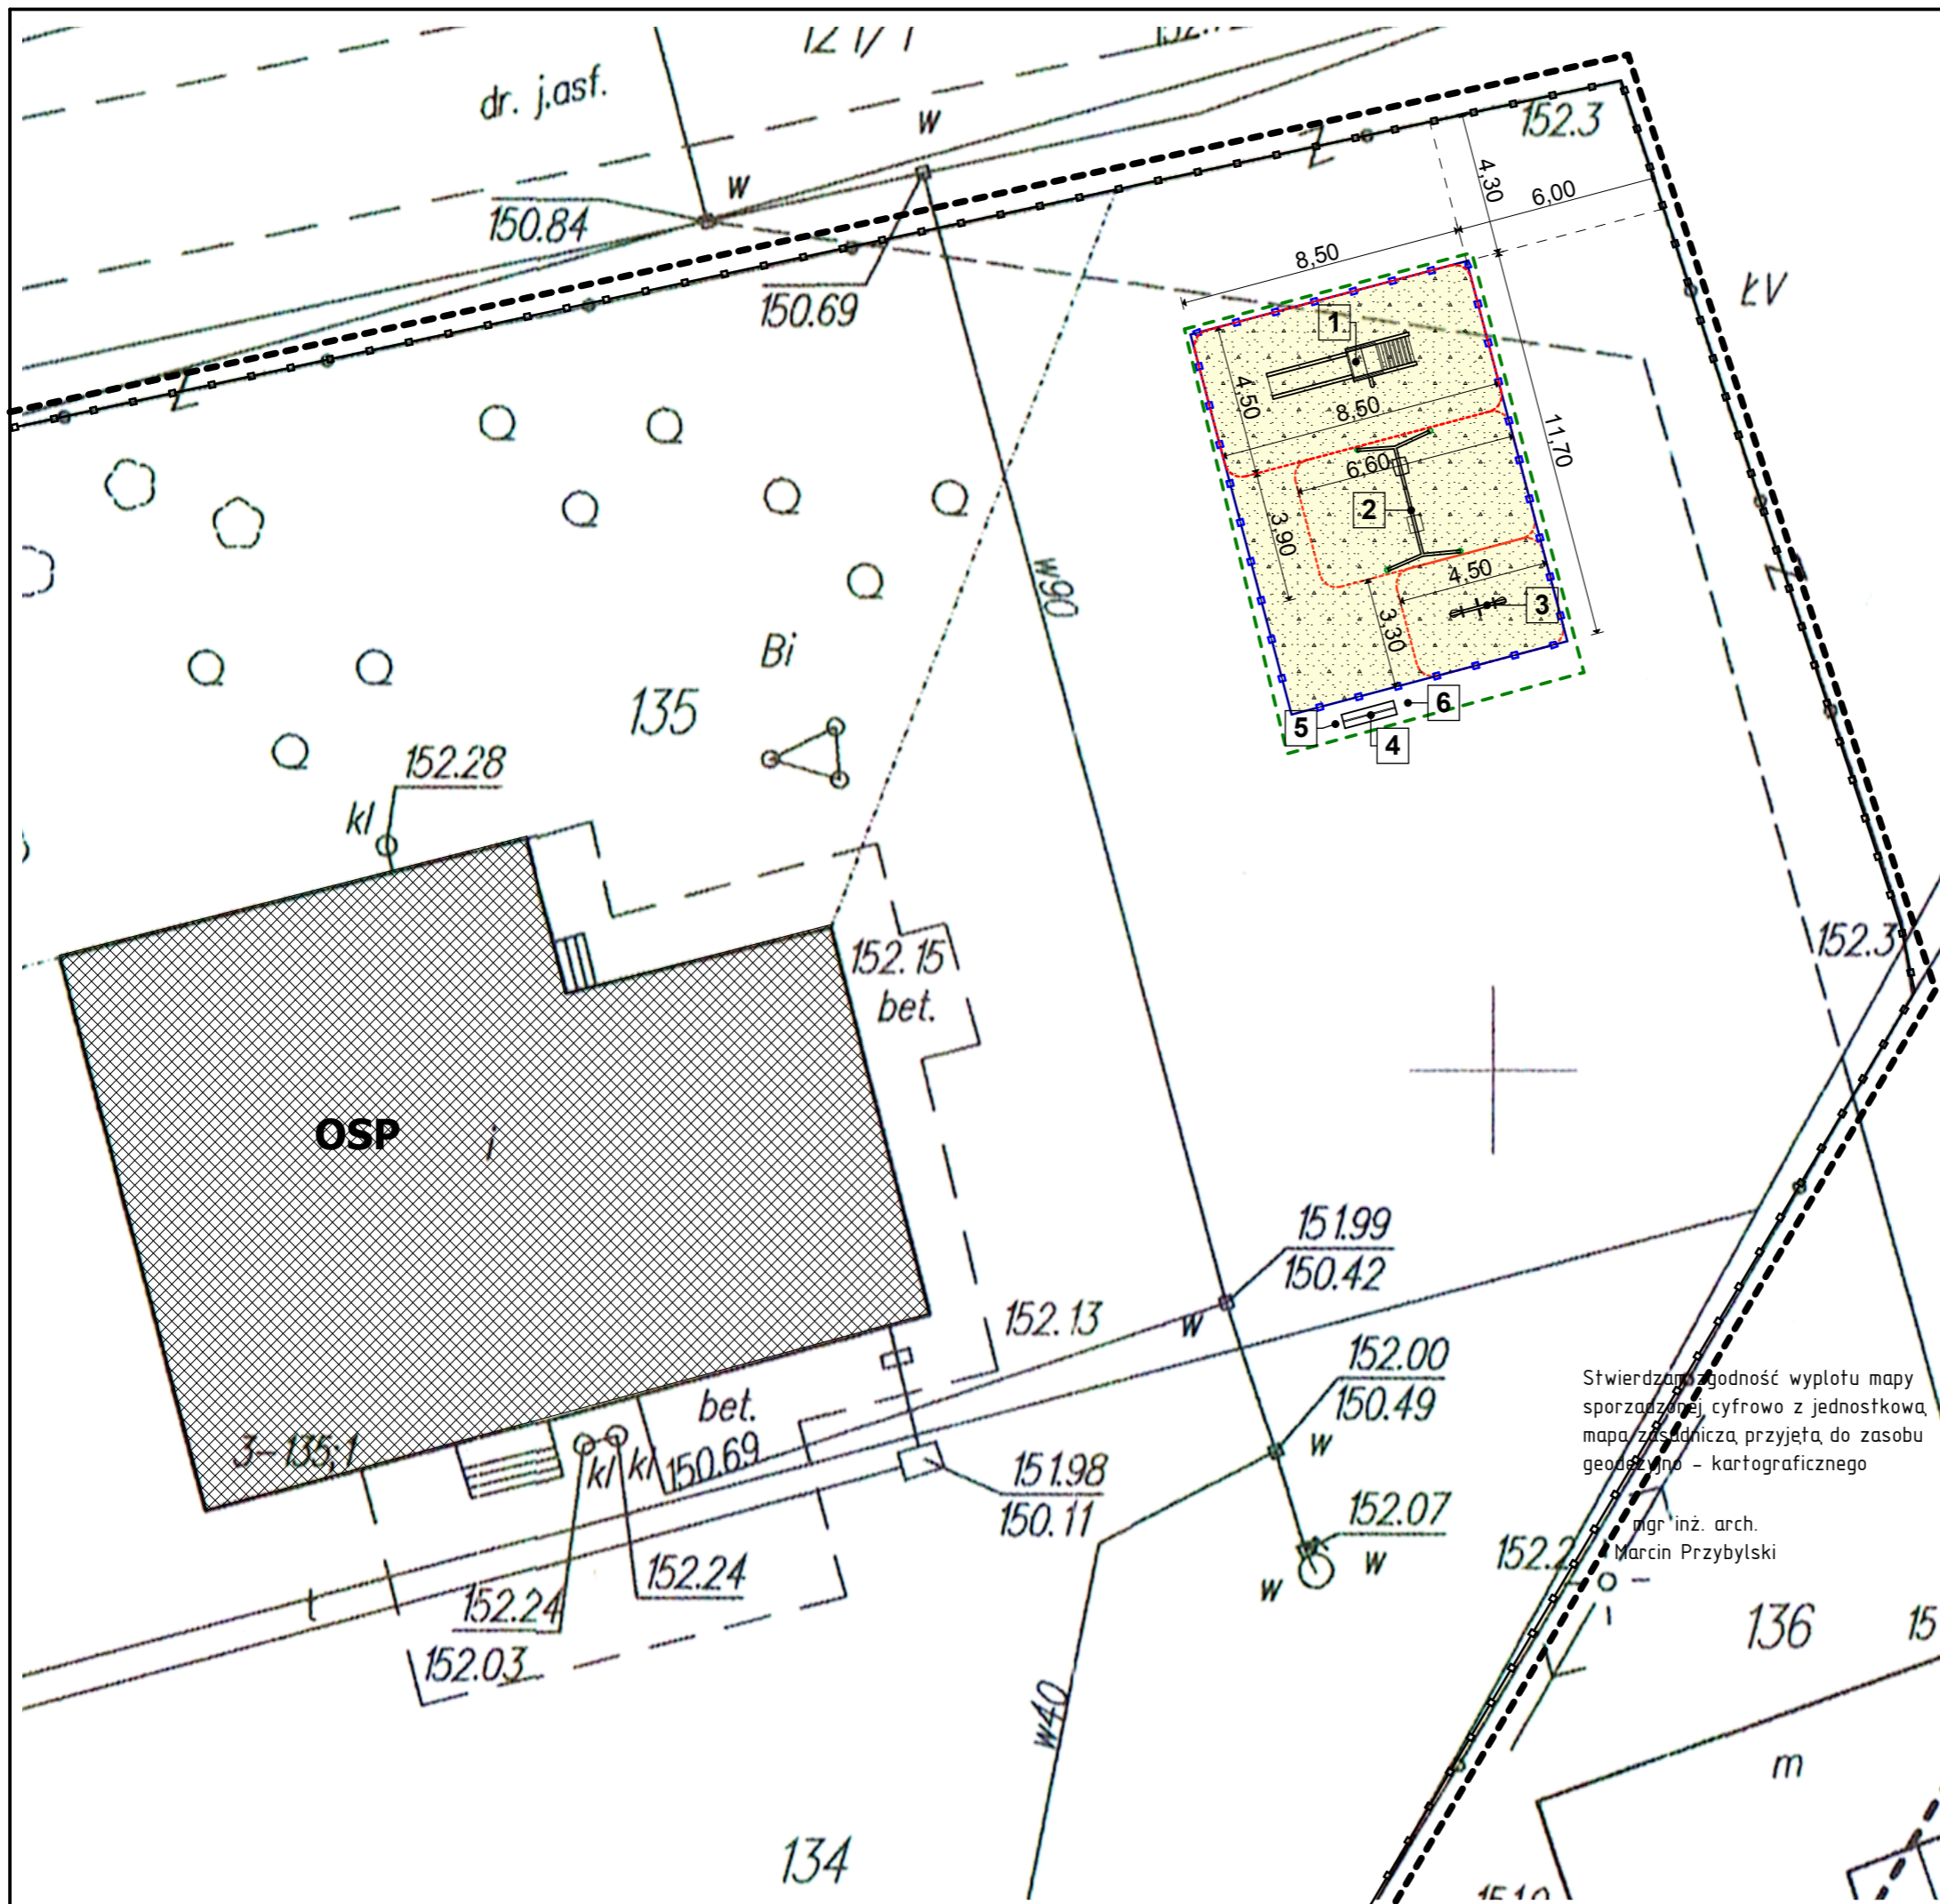 dr. j.asf.
w
w
152.3
150.84
150.69
4,30
6,00
8,50
ŁV
1
4,50
8,50
11,70
6,60
2
3,90
4,50
3
3,30
w90
Bi
135
5
6
4
152.28
kl
152.15
bet.
152.3
OSP
i
151.99
150.42
152.13
w
152.00
150.49
w
bet.
150.69
3-135;1
kl
kl
151.98
150.11
152.07
w
w
152.24
152.24
t
152.03
w40
Stwierdzam zgodność wyplotu mapy
sporządzonej cyfrowo z jednostkową
mapą zasadniczą przyjętą do zasobu
geodezyjno - kartograficznego
mgr inż. arch.
Marcin Przybylski
152.2
136
15
m
134